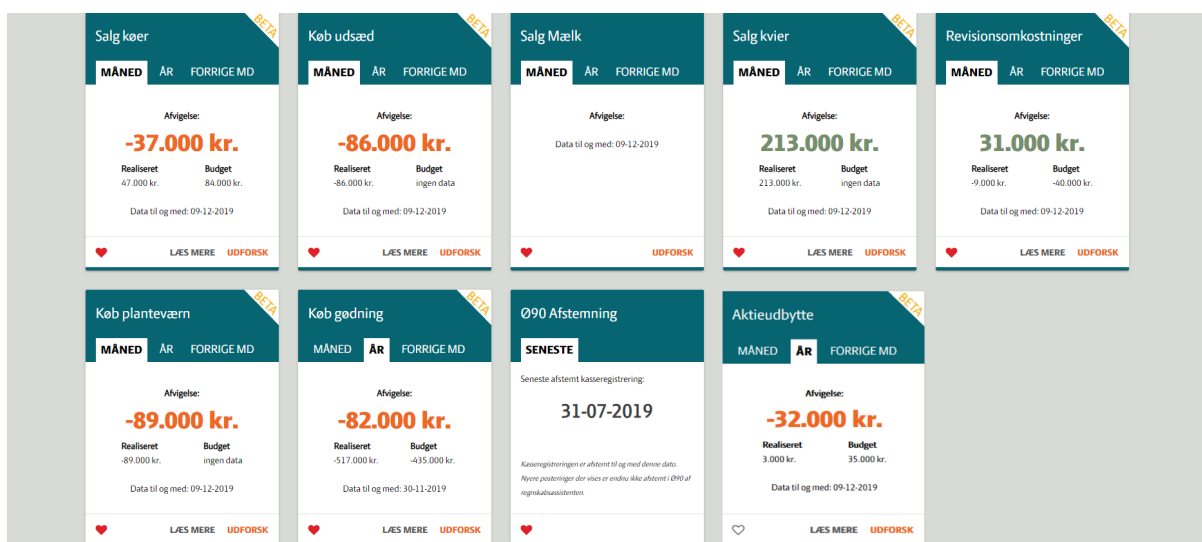 BETA
Salg køer
MÅNED ÅR FORRIGE MD
Afvigelse:
-37.000 kr.
Realiseret Budget
47.000 kr. 84.000 kr.
Data til og med: 09-12-2019
LÆS MERE UDFORSK
BETA
Køb udsæd
MÅNED ÅR FORRIGE MD
Afvigelse:
-86.000 kr.
Realiseret Budget
-86.000 kr. ingen data
Data til og med: 09-12-2019
LÆS MERE UDFORSK
Salg Mælk
MÅNED ÅR FORRIGE MD
Afvigelse:
Data til og med: 09-12-2019
UDFORSK
BETA
Salg kvier
MÅNED ÅR FORRIGE MD
Afvigelse:
213.000 kr.
Realiseret Budget
213.000 kr. ingen data
Data til og med: 09-12-2019
LÆS MERE UDFORSK
BETA
Revisionsomkostninger
MÅNED ÅR FORRIGE MD
Afvigelse:
31.000 kr.
Realiseret Budget
-9.000 kr. -40.000 kr.
Data til og med: 09-12-2019
LÆS MERE UDFORSK
BETA
Køb planteværn
MÅNED ÅR FORRIGE MD
Afvigelse:
-89.000 kr.
Realiseret Budget
-89.000 kr. ingen data
Data til og med: 09-12-2019
LÆS MERE UDFORSK
BETA
Køb gødning
MÅNED ÅR FORRIGE MD
Afvigelse:
-82.000 kr.
Realiseret Budget
-517.000 kr. -435.000 kr.
Data til og med: 30-11-2019
LÆS MERE UDFORSK
Ø90 Afstemning
SENESTE
Seneste afstemt kasseregistrering:
31-07-2019
Kasseregistreringen er afstemt til og med denne dato.
Nyere posteringer der vises er endnu ikke afstemt i Ø90 af
regnskabsassistenten.
BETA
Aktieudbytte
MÅNED ÅR FORRIGE MD
Afvigelse:
-32.000 kr.
Realiseret Budget
3.000 kr. 35.000 kr.
Data til og med: 09-12-2019
LÆS MERE UDFORSK